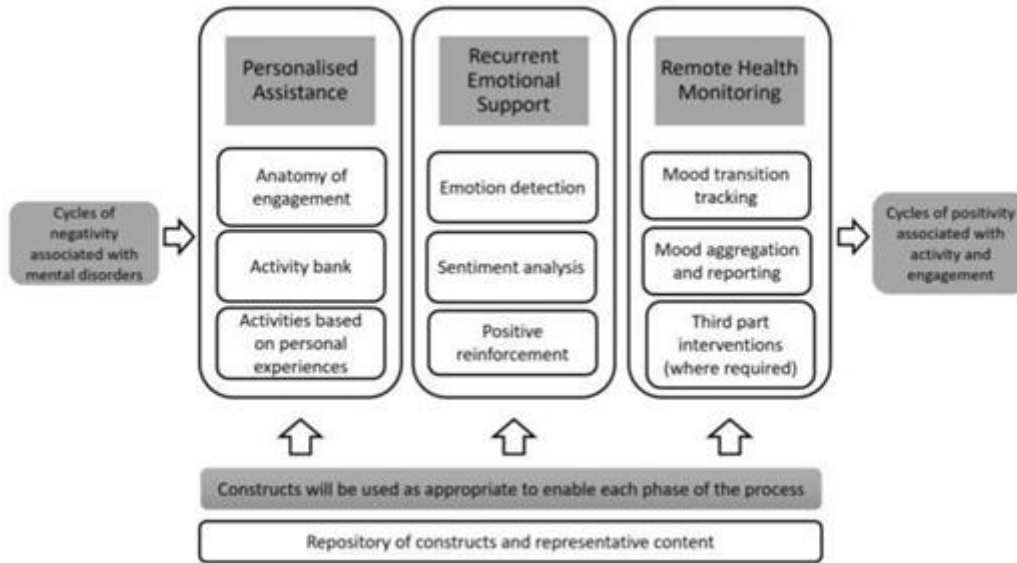 Cycles of
negativity
associated with
mental disorders
Personalised
Assistance
Anatomy of
engagement
Activity bank
Activities based
on personal
experiences
Recurrent
Emotional
Support
Emotion detection
Sentiment analysis
Positive
reinforcement
Remote Health
Monitoring
Mood transition
tracking
Mood aggregation
and reporting
Third part
interventions
(where required)
Cycles of positivity
associated with
activity and
engagement
Constructs will be used as appropriate to enable each phase of the process
Repository of constructs and representative content